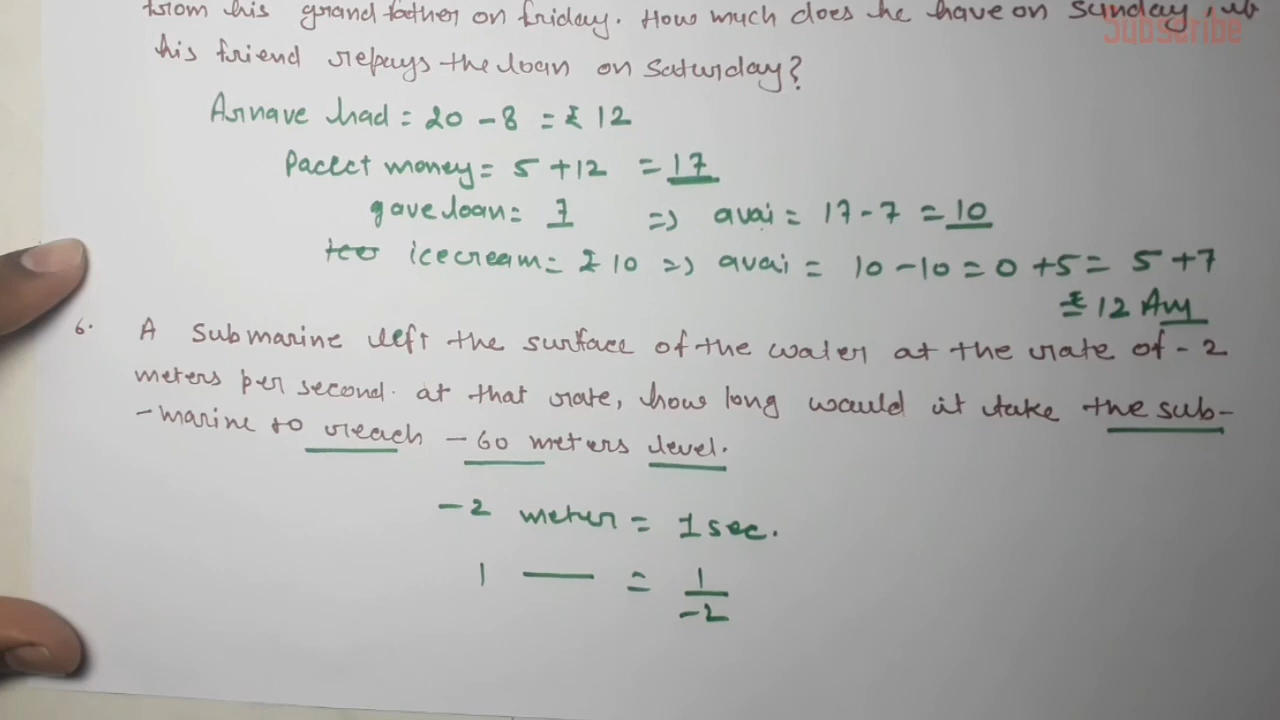 from his grand father on friday. How much does he have on Sunday, if
Subscribe
his friend repays the loan on Saturday?
Arnave had = 20 - 8 = ₹ 12
Pacect money = 5 + 12 = 17
gave loan = 7 => avai = 17 - 7 = 10
icecream = ₹ 10 => avai = 10 - 10 = 0 + 5 = 5 + 7
= ₹ 12 Any
6. A submarine left the surface of the water at the rate of - 2
meters per second. at that rate, how long would it take the sub-
- marine to reach - 60 meters level.
- 2 meter = 1 sec.
1 — = 1/-2